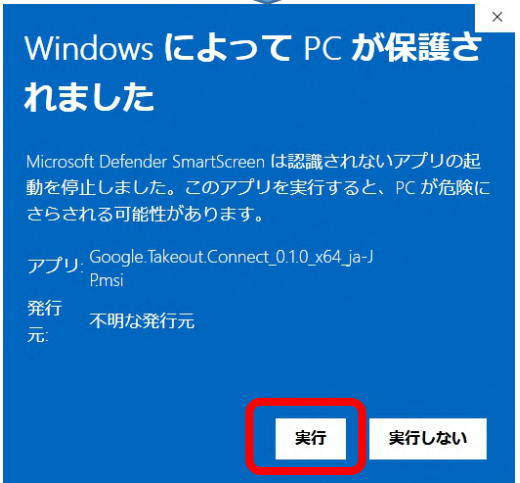 Windows によって PC が保護さ
れました
Microsoft Defender SmartScreen は認識されないアプリの起
動を停止しました。このアプリを実行すると、PC が危険に
さらされる可能性があります。
アプリ: Google.Takeout.Connect_0.1.0_x64_ja-J
P.msi
発行
元: 不明な発行元
実行 実行しない